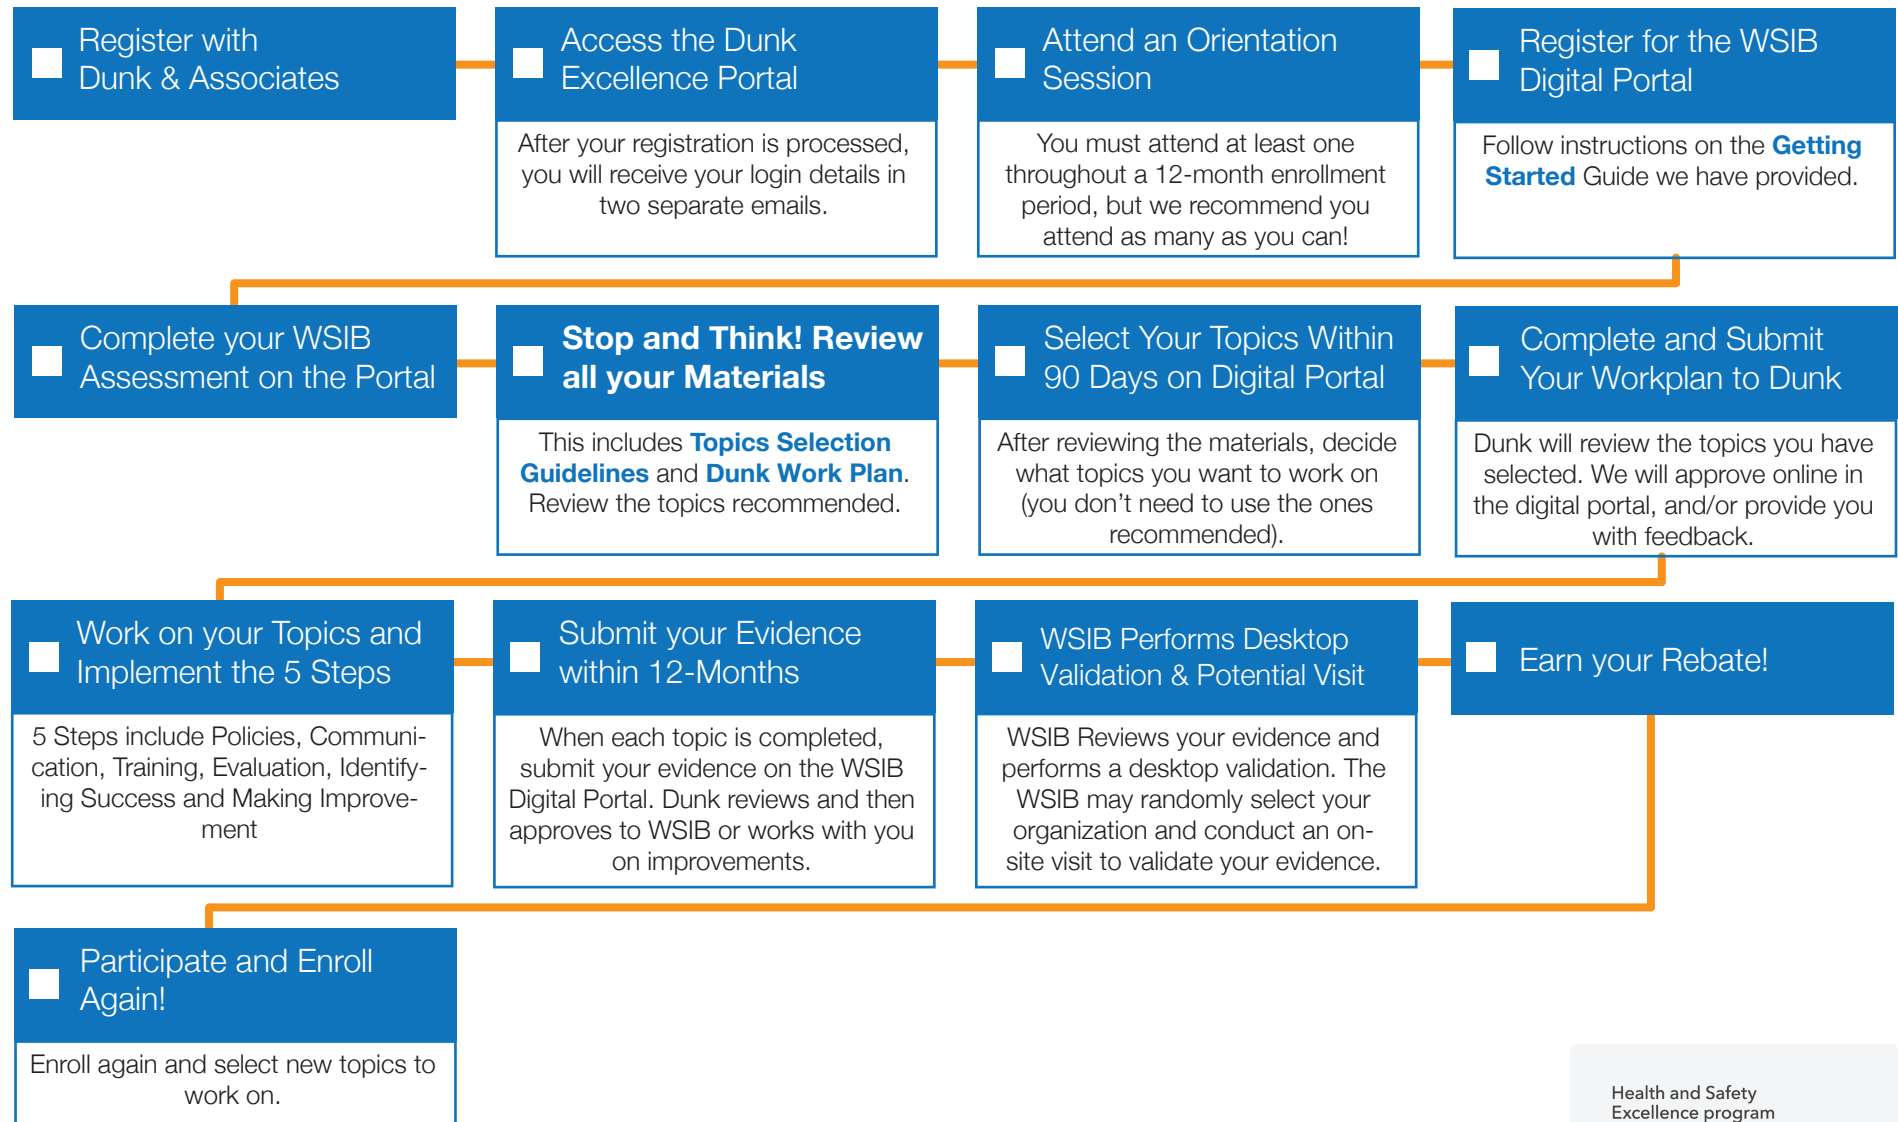 Register with
Dunk & Associates
Access the Dunk
Excellence Portal
After your registration is processed,
you will receive your login details in
two separate emails.
Attend an Orientation
Session
You must attend at least one
throughout a 12-month enrollment
period, but we recommend you
attend as many as you can!
Register for the WSIB
Digital Portal
Follow instructions on the Getting
Started Guide we have provided.
Complete your WSIB
Assessment on the Portal
Stop and Think! Review
all your Materials
This includes Topics Selection
Guidelines and Dunk Work Plan.
Review the topics recommended.
Select Your Topics Within
90 Days on Digital Portal
After reviewing the materials, decide
what topics you want to work on
(you don't need to use the ones
recommended).
Complete and Submit
Your Workplan to Dunk
Dunk will review the topics you have
selected. We will approve online in
the digital portal, and/or provide you
with feedback.
Work on your Topics and
Implement the 5 Steps
5 Steps include Policies, Communi-
cation, Training, Evaluation, Identify-
ing Success and Making Improve-
ment
Submit your Evidence
within 12-Months
When each topic is completed,
submit your evidence on the WSIB
Digital Portal. Dunk reviews and then
approves to WSIB or works with you
on improvements.
WSIB Performs Desktop
Validation & Potential Visit
WSIB Reviews your evidence and
performs a desktop validation. The
WSIB may randomly select your
organization and conduct an on-
site visit to validate your evidence.
Earn your Rebate!
Participate and Enroll
Again!
Enroll again and select new topics to
work on.
Health and Safety
Excellence program